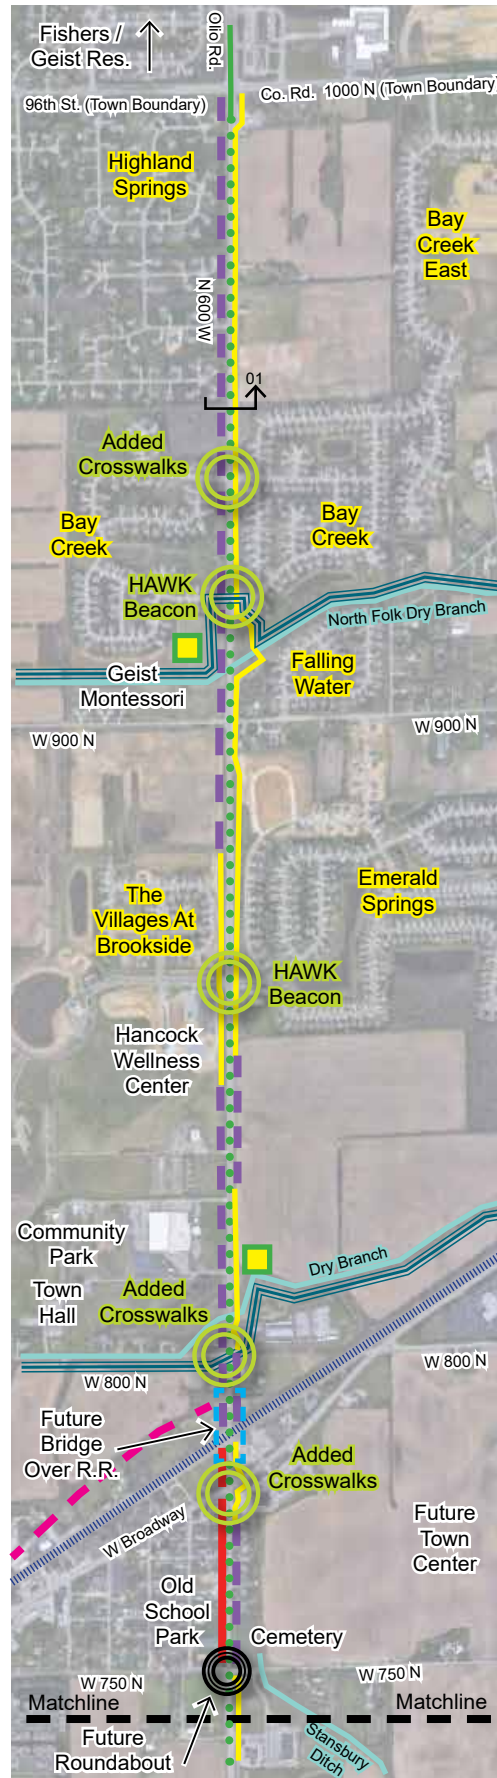 Fishers /
Geist Res.
Olio Rd.
96th St. (Town Boundary)
Co. Rd. 1000 N (Town Boundary)
Highland
Springs
Bay
Creek
East
N 600 W
01
Added
Crosswalks
Bay
Creek
Bay
Creek
HAWK
Beacon
North Folk Dry Branch
Geist
Montessori
Falling
Water
W 900 N
W 900 N
The
Villages At
Brookside
Emerald
Springs
HAWK
Beacon
Hancock
Wellness
Center
Community
Park
Town
Hall
Dry Branch
Added
Crosswalks
W 800 N
W 800 N
Future
Bridge
Over R.R.
Added
Crosswalks
W Broadway
Future
Town
Center
Old
School
Park
Cemetery
W 750 N
W 750 N
Matchline
Matchline
Future
Roundabout
Stansbury
Ditch